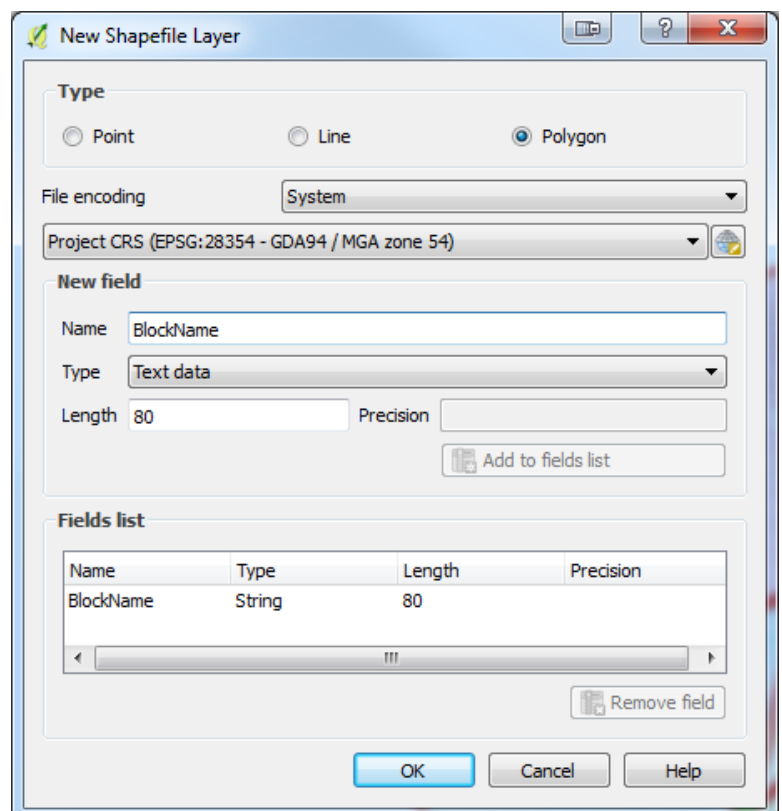 New Shapefile Layer
Type
Point Line Polygon
File encoding System
Project CRS (EPSG:28354 - GDA94 / MGA zone 54)
New field
Name BlockName
Type Text data
Length 80 Precision
Add to fields list
Fields list
Name Type Length Precision
BlockName String 80
Remove field
OK Cancel Help